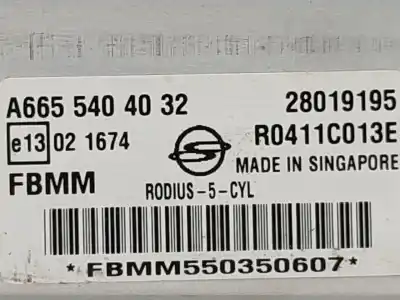 A665 540 40 32 28019195
e13 02 1674 R0411C013E
FBMM MADE IN SINGAPORE
RODIUS-5-CYL
*FBMM550350607*